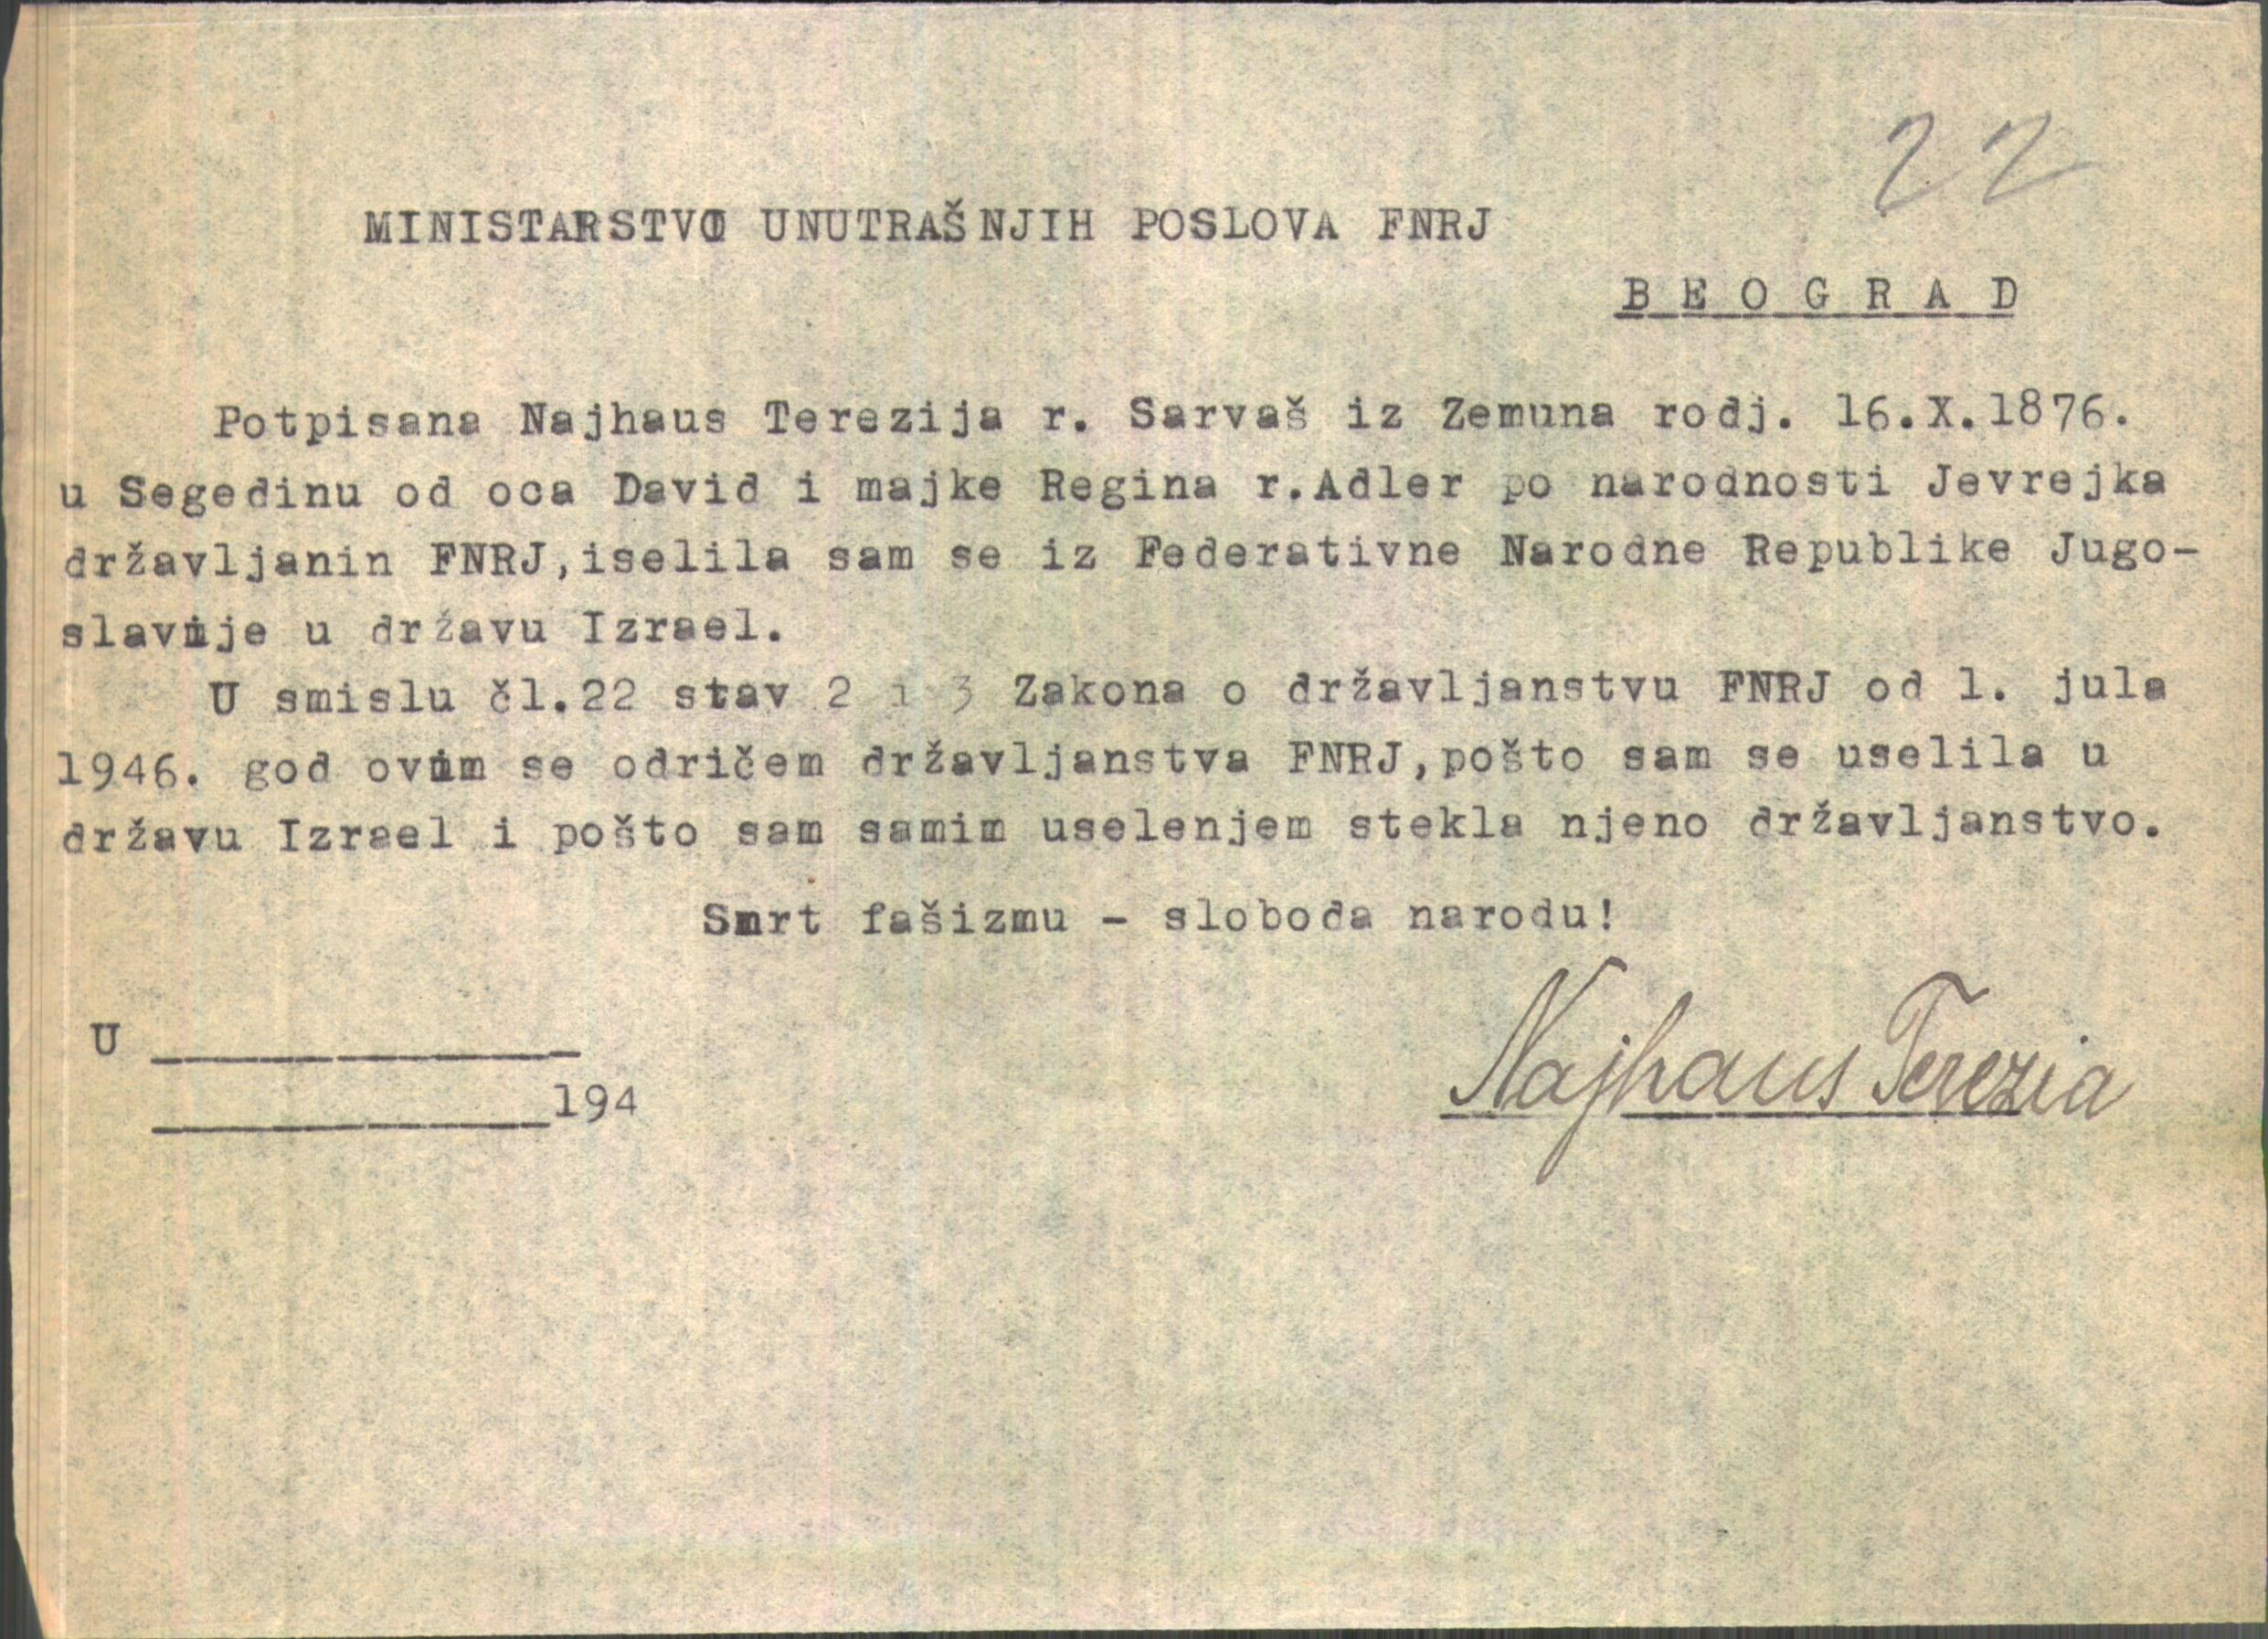 22
MINISTARSTVO UNUTRAŠNJIH POSLOVA FNRJ
B E O G R A D
Potpisana Najhaus Terezija r. Sarvaš iz Zemuna rodj. 16.X.1876.
u Segedinu od oca David i majke Regina r.Adler po narodnosti Jevrejka
državljanin FNRJ,iselila sam se iz Federativne Narodne Republike Jugo-
slavije u državu Izrael.
U smislu čl.22 stav 2 i 3 Zakona o državljanstvu FNRJ od 1. jula
1946. god ovim se odričem državljanstva FNRJ,pošto sam se uselila u
državu Izrael i pošto sam samim uselenjem stekla njeno državljanstvo.
Smrt fašizmu - sloboda narodu!
U ______________
_____________194
Najhaus Terezia